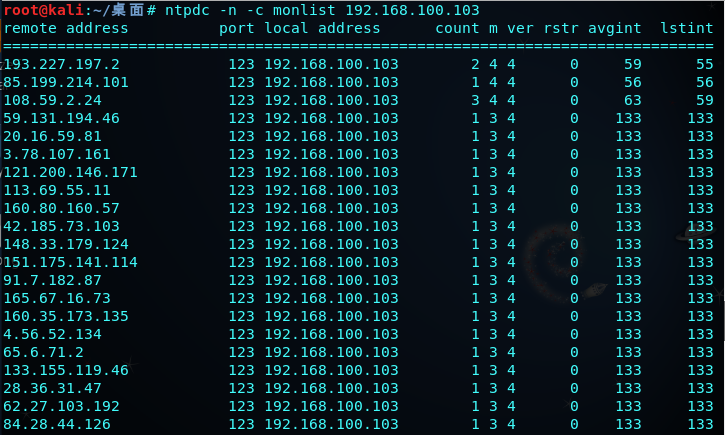 root@kali:~/桌面# ntpdc -n -c monlist 192.168.100.103
remote address          port local address      count m ver rstr avgint  lstint
===============================================================================
193.227.197.2            123 192.168.100.103        2 4 4      0     59      55
85.199.214.101           123 192.168.100.103        1 4 4      0     56      56
108.59.2.24              123 192.168.100.103        3 4 4      0     63      59
59.131.194.46            123 192.168.100.103        1 3 4      0    133     133
20.16.59.81              123 192.168.100.103        1 3 4      0    133     133
3.78.107.161             123 192.168.100.103        1 3 4      0    133     133
121.200.146.171          123 192.168.100.103        1 3 4      0    133     133
113.69.55.11             123 192.168.100.103        1 3 4      0    133     133
160.80.160.57            123 192.168.100.103        1 3 4      0    133     133
42.185.73.103            123 192.168.100.103        1 3 4      0    133     133
148.33.179.124           123 192.168.100.103        1 3 4      0    133     133
151.175.141.114          123 192.168.100.103        1 3 4      0    133     133
91.7.182.87              123 192.168.100.103        1 3 4      0    133     133
165.67.16.73             123 192.168.100.103        1 3 4      0    133     133
160.35.173.135           123 192.168.100.103        1 3 4      0    133     133
4.56.52.134              123 192.168.100.103        1 3 4      0    133     133
65.6.71.2                123 192.168.100.103        1 3 4      0    133     133
133.155.119.46           123 192.168.100.103        1 3 4      0    133     133
28.36.31.47              123 192.168.100.103        1 3 4      0    133     133
62.27.103.192            123 192.168.100.103        1 3 4      0    133     133
84.28.44.126             123 192.168.100.103        1 3 4      0    133     133